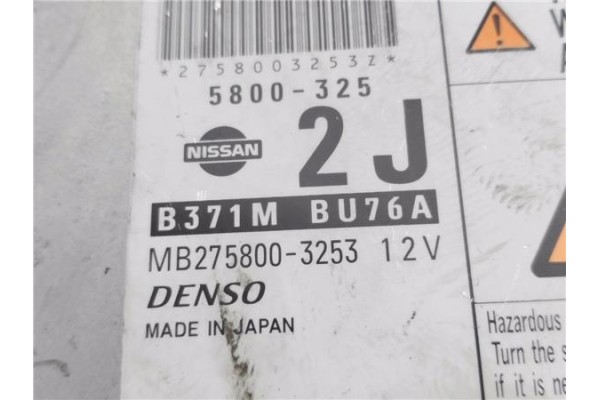 *2758003253Z*
5800-325
NISSAN
2J
B371M BU76A
MB275800-3253 12V
DENSO
MADE IN JAPAN
Hazardous
Turn the
if it is ne